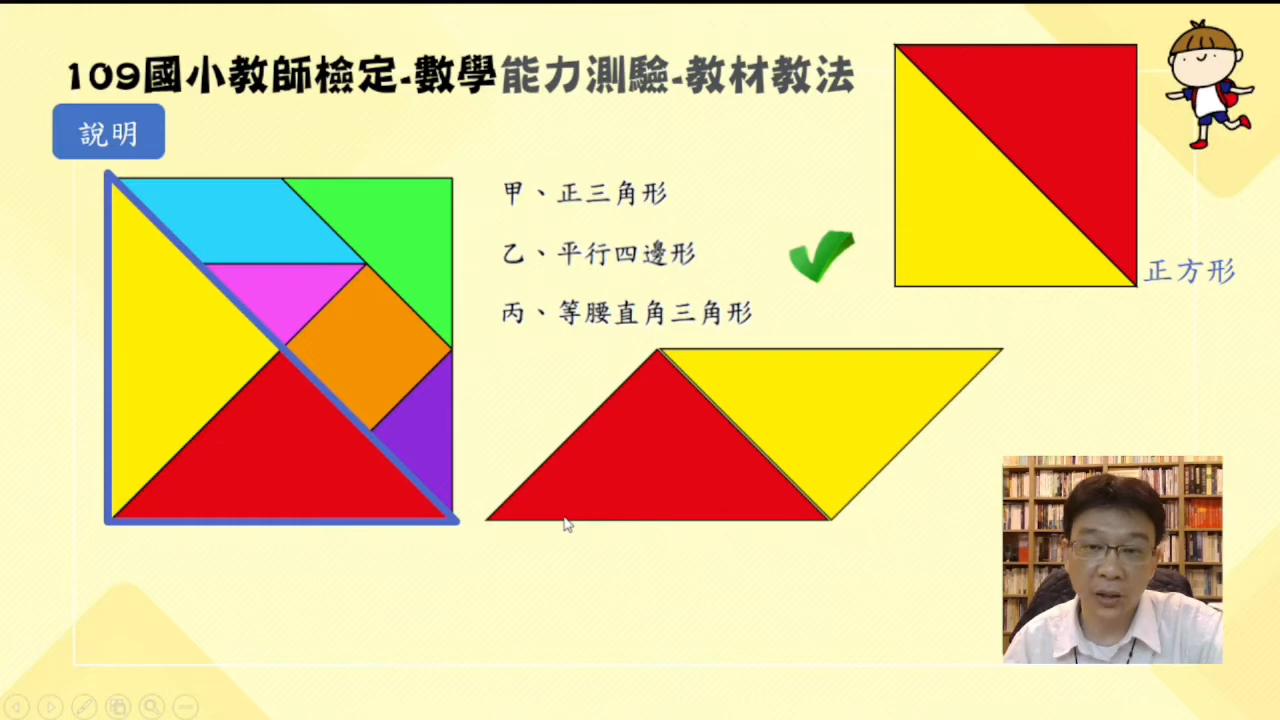 109國小教師檢定-數學能力測驗-教材教法
說明
甲、正三角形
乙、平行四邊形
丙、等腰直角三角形
正方形